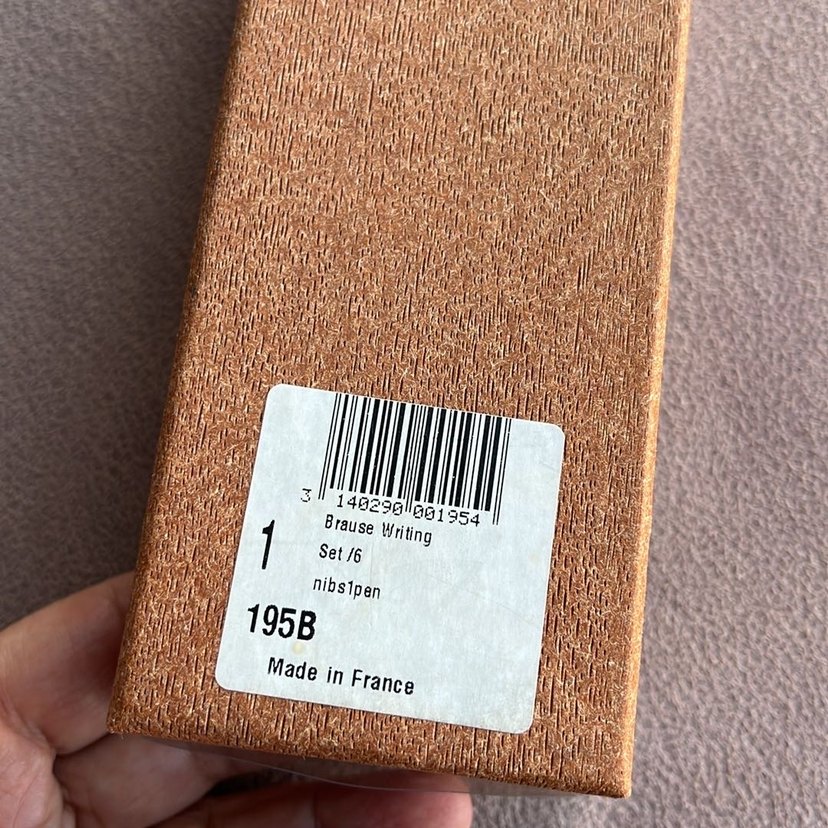 3 140290 001954
Brause Writing
1
Set /6
nibs1pen
195B
Made in France